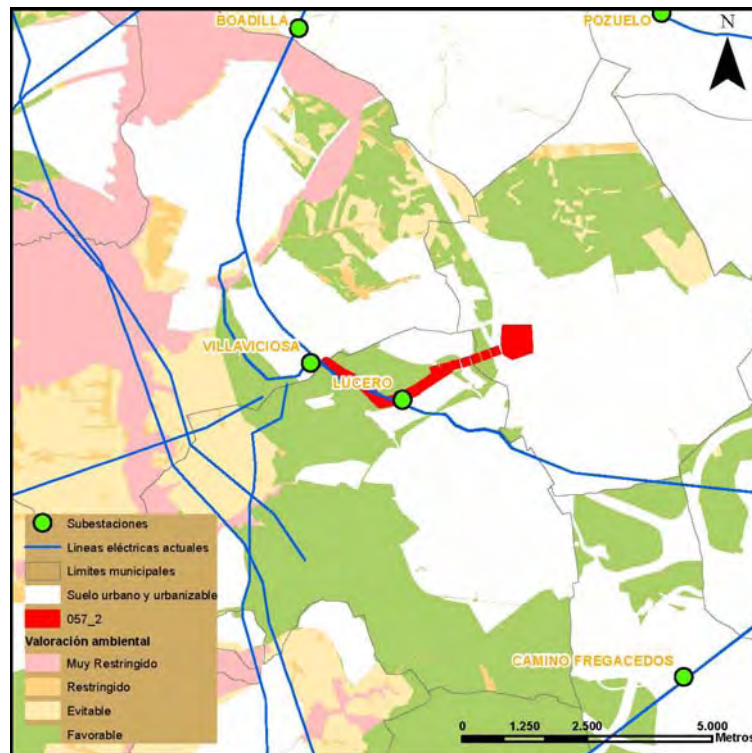 BOADILLA
POZUELO
N
VILLAVICIOSA
LUCERO
Subestaciones
Lineas eléctricas actuales
Limites municipales
Suelo urbano y urbanizable
057_2
Valoración ambiental
Muy Restringido
Restringido
Evitable
Favorable
CAMINO FREGACEDOS
0 1.250 2.500 5.000
Metros